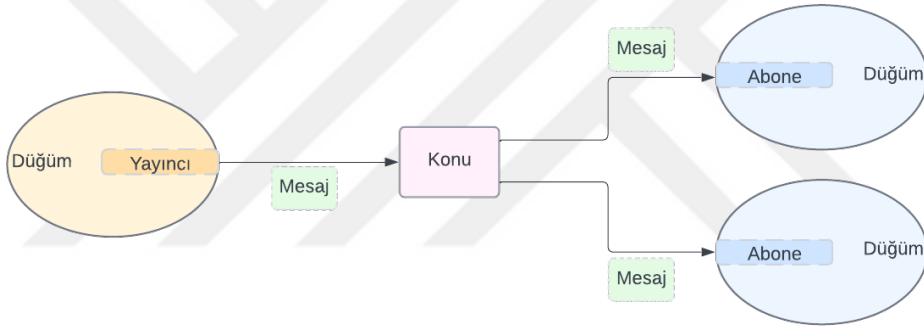 Mesaj
Abone
Düğüm
Düğüm
Yayıncı
Konu
Mesaj
Abone
Düğüm
Mesaj